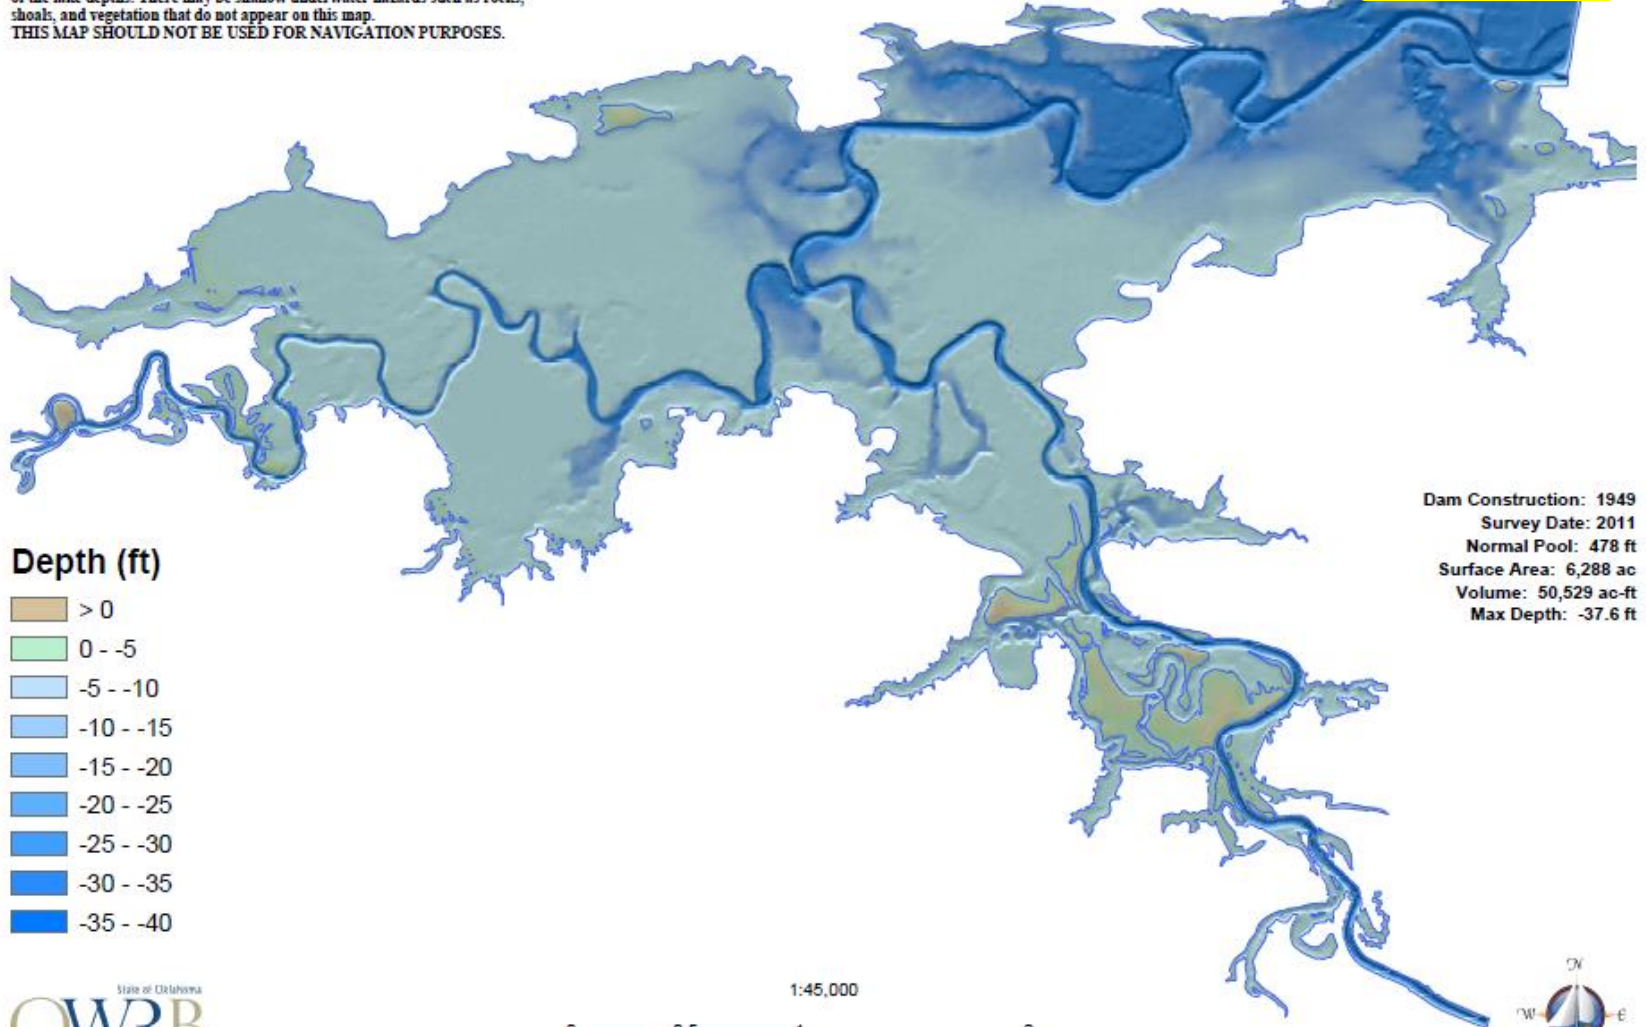 shoals, and vegetation that do not appear on this map.
THIS MAP SHOULD NOT BE USED FOR NAVIGATION PURPOSES.
Dam Construction: 1949
Survey Date: 2011
Normal Pool: 478 ft
Surface Area: 6,288 ac
Volume: 50,529 ac-ft
Max Depth: -37.6 ft
Depth (ft)
> 0
0 - -5
-5 - -10
-10 - -15
-15 - -20
-20 - -25
-25 - -30
-30 - -35
-35 - -40
State of Oklahoma
OWRB
1:45,000
N
W E